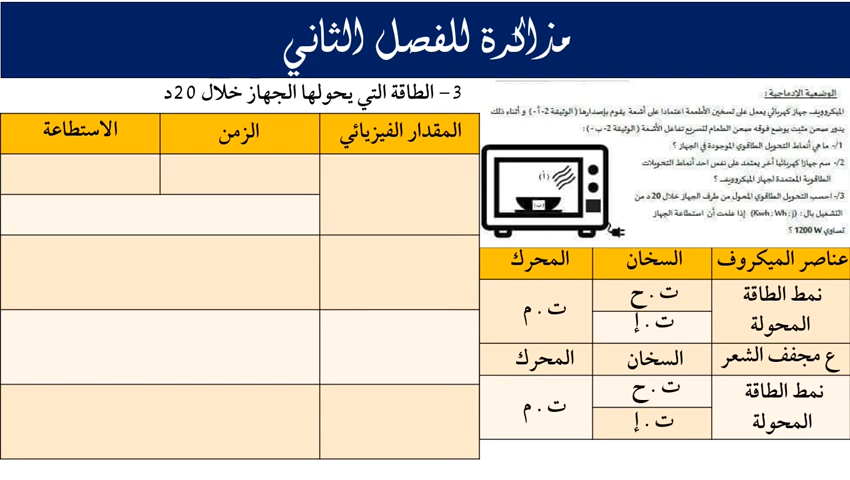 مذاكرة للفصل الثاني
الوضعية الإدماجية :
الميكروويف جهاز كهربائي يعمل على تسخين الأطعمة اعتمادا على أشعة يقوم بإصدارها ( الوثيقة 2- أ -) و أثناء ذلك
يدور صحن مثبت يوضع فوقه صحن الطعام لتسريع تفاعل الأشعة ( الوثيقة 2- ب -) :
1/- ما هي أنماط التحويل الطاقوي الموجودة في الجهاز ؟
2/- سم جهازا كهربائيا آخر يعتمد على نفس احد أنماط التحويلات
الطاقوية المعتمدة لجهاز الميكروويف ؟
3/- احسب التحويل الطاقوي المحول من طرف الجهاز خلال 20 د من
التشغيل بال : (Kwh ; Wh ; j) إذا علمت أن استطاعة الجهاز
تساوي 1200 W ؟
(أ)
(ب)
عناصر الميكروف
السخان
المحرك
نمط الطاقة
المحولة
ت . ح
ت . إ
ت . م
ع مجفف الشعر
السخان
المحرك
نمط الطاقة
المحولة
ت . ح
ت . إ
ت . م
3- الطاقة التي يحولها الجهاز خلال 20د
المقدار الفيزيائي
الزمن
الاستطاعة